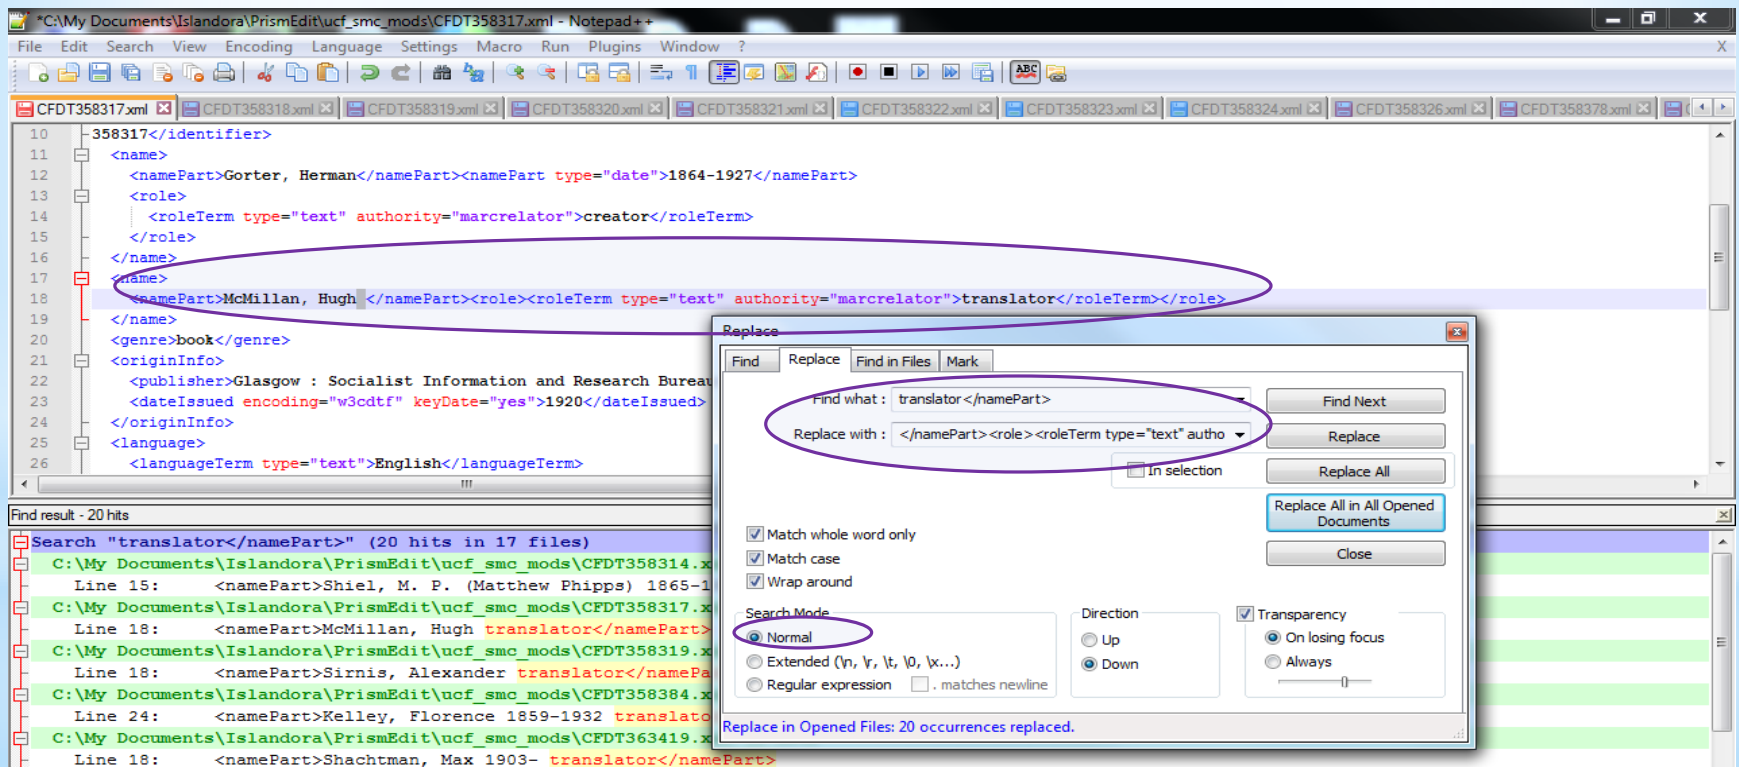 *C:\My Documents\Islandora\PrismEdit\ucf_smc_mods\CFDT358317.xml - Notepad++
File Edit Search View Encoding Language Settings Macro Run Plugins Window ? X
ABC
CFDT358317.xml CFDT358318.xml CFDT358319.xml CFDT358320.xml CFDT358321.xml CFDT358322.xml CFDT358323.xml CFDT358324.xml CFDT358326.xml CFDT358378.xml
10 358317</identifier>
11 <name>
12 <namePart>Gorter, Herman</namePart><namePart type="date">1864-1927</namePart>
13 <role>
14 <roleTerm type="text" authority="marcrelator">creator</roleTerm>
15 </role>
16 </name>
17 <name>
18 <namePart>McMillan, Hugh </namePart><role><roleTerm type="text" authority="marcrelator">translator</roleTerm></role>
19 </name>
20 <genre>book</genre>
21 <originInfo>
22 <publisher>Glasgow : Socialist Information and Research Bureau
23 <dateIssued encoding="w3cdtf" keyDate="yes">1920</dateIssued>
24 </originInfo>
25 <language>
26 <languageTerm type="text">English</languageTerm>
Replace
Find Replace Find in Files Mark
Find what : translator</namePart> Find Next
Replace with : </namePart><role><roleTerm type="text" autho Replace
In selection Replace All
Replace All in All Opened
Documents
Match whole word only
Match case Close
Wrap around
Search Mode Direction Transparency
Normal Up On losing focus
Extended (\n, \r, \t, \0, \x...) Down Always
Regular expression . matches newline
Replace in Opened Files: 20 occurrences replaced.
Find result - 20 hits
Search "translator</namePart>" (20 hits in 17 files)
C:\My Documents\Islandora\PrismEdit\ucf_smc_mods\CFDT358314.x
Line 15: <namePart>Shiel, M. P. (Matthew Phipps) 1865-1
C:\My Documents\Islandora\PrismEdit\ucf_smc_mods\CFDT358317.x
Line 18: <namePart>McMillan, Hugh translator</namePart>
C:\My Documents\Islandora\PrismEdit\ucf_smc_mods\CFDT358319.x
Line 18: <namePart>Sirnis, Alexander translator</namePa
C:\My Documents\Islandora\PrismEdit\ucf_smc_mods\CFDT358384.x
Line 24: <namePart>Kelley, Florence 1859-1932 translato
C:\My Documents\Islandora\PrismEdit\ucf_smc_mods\CFDT363419.x
Line 18: <namePart>Shachtman, Max 1903- translator</namePart>